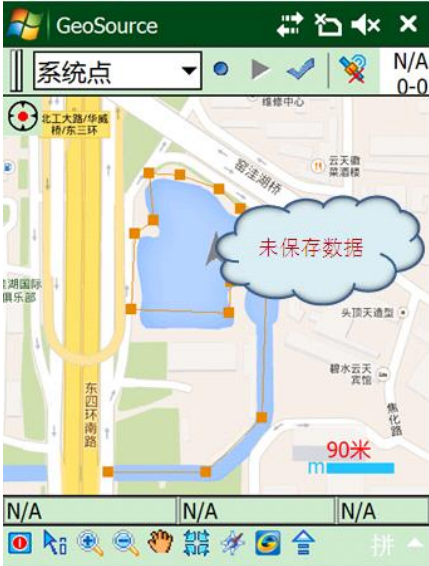 GeoSource
系统点
N/A
0-0
维修中心
北工大路/华威
桥/东三环
窑洼湖桥
云天徽
菜酒楼
未保存数据
湖国际
俱乐部
头顶天造型
碧水云天
宾馆
东四环南路
焦化路
90米
m
N/A
N/A
N/A
拼